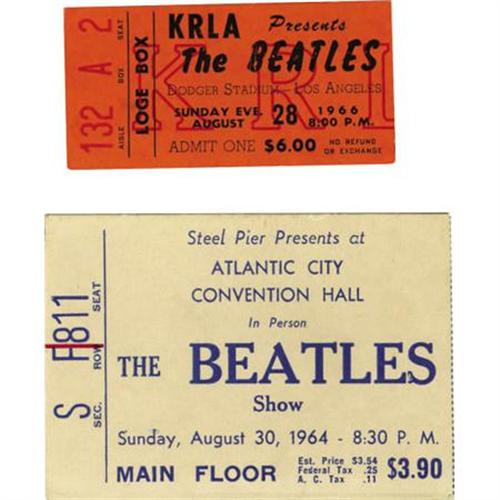 132 A 2
AISLE BOX SEAT
LOGE BOX
KRLA
KRLA Presents
The BEATLES
DODGER STADIUM—LOS ANGELES
SUNDAY EVE. AUGUST 28 1966 8:00 P.M.
ADMIT ONE $6.00 NO REFUND OR EXCHANGE
S F 811
SEC. ROW SEAT
Steel Pier Presents at
ATLANTIC CITY
CONVENTION HALL
In Person
THE BEATLES
Show
Sunday, August 30, 1964 - 8:30 P. M.
MAIN FLOOR
Est. Price $3.54
Federal Tax .25
A. C. Tax .11
$3.90